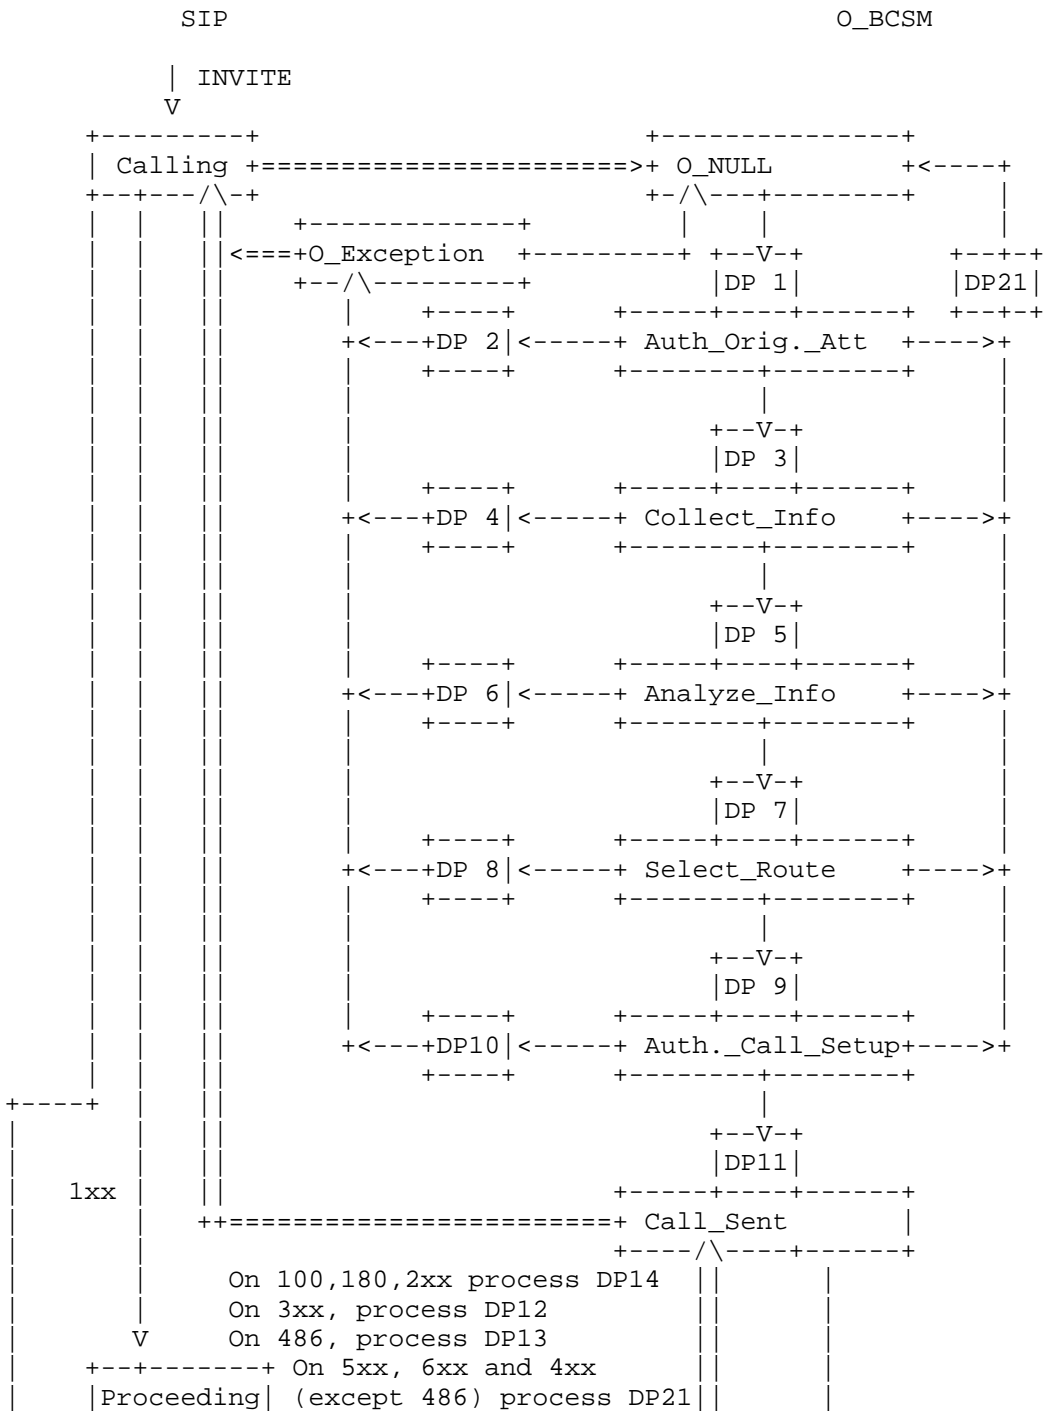 SIP O_BCSM
INVITE
Calling O_NULL
O_Exception
DP 1 DP21
DP 2 Auth_Orig._Att
DP 3
DP 4 Collect_Info
DP 5
DP 6 Analyze_Info
DP 7
DP 8 Select_Route
DP 9
DP10 Auth._Call_Setup
DP11
1xx
Call_Sent
On 100,180,2xx process DP14
On 3xx, process DP12
On 486, process DP13
On 5xx, 6xx and 4xx
Proceeding (except 486) process DP21